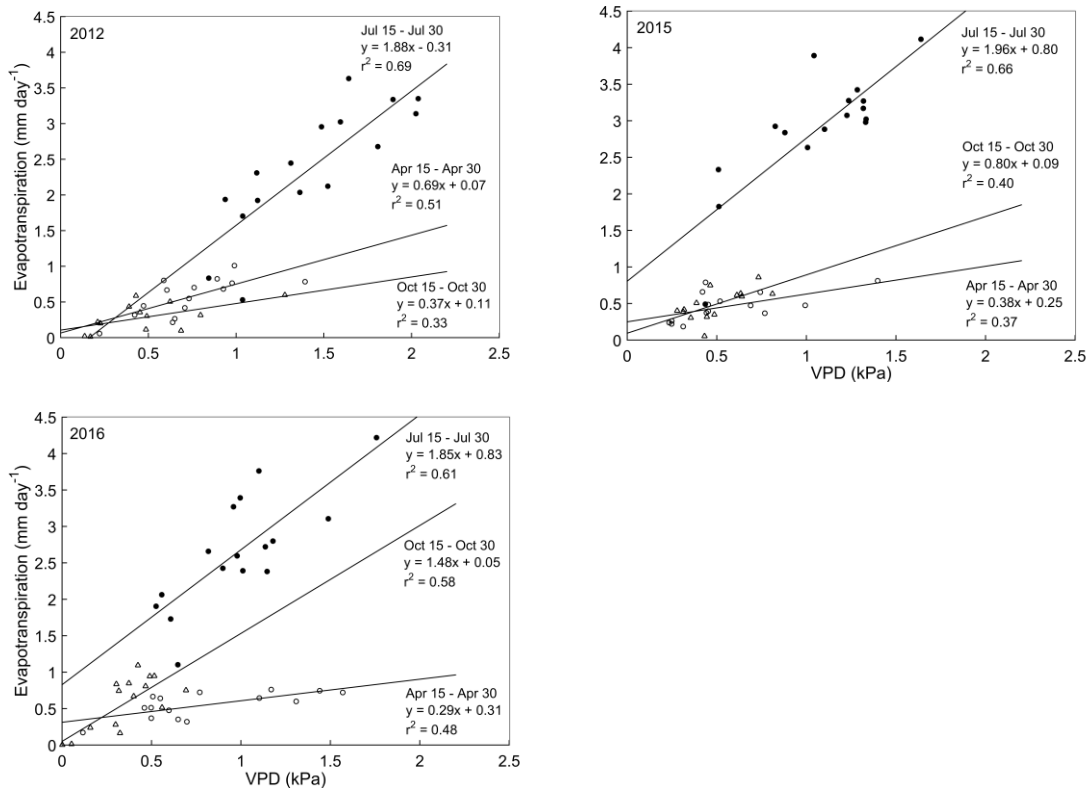 2012
Jul 15 - Jul 30
y = 1.88x - 0.31
r² = 0.69
Apr 15 - Apr 30
y = 0.69x + 0.07
r² = 0.51
Oct 15 - Oct 30
y = 0.37x + 0.11
r² = 0.33
Evapotranspiration (mm day⁻¹)
4.5
4
3.5
3
2.5
2
1.5
1
0.5
0
0 0.5 1 1.5 2 2.5
2015
Jul 15 - Jul 30
y = 1.96x + 0.80
r² = 0.66
Oct 15 - Oct 30
y = 0.80x + 0.09
r² = 0.40
Apr 15 - Apr 30
y = 0.38x + 0.25
r² = 0.37
4.5
4
3.5
3
2.5
2
1.5
1
0.5
0
0 0.5 1 1.5 2 2.5
VPD (kPa)
2016
Jul 15 - Jul 30
y = 1.85x + 0.83
r² = 0.61
Oct 15 - Oct 30
y = 1.48x + 0.05
r² = 0.58
Apr 15 - Apr 30
y = 0.29x + 0.31
r² = 0.48
Evapotranspiration (mm day⁻¹)
4.5
4
3.5
3
2.5
2
1.5
1
0.5
0
0 0.5 1 1.5 2 2.5
VPD (kPa)